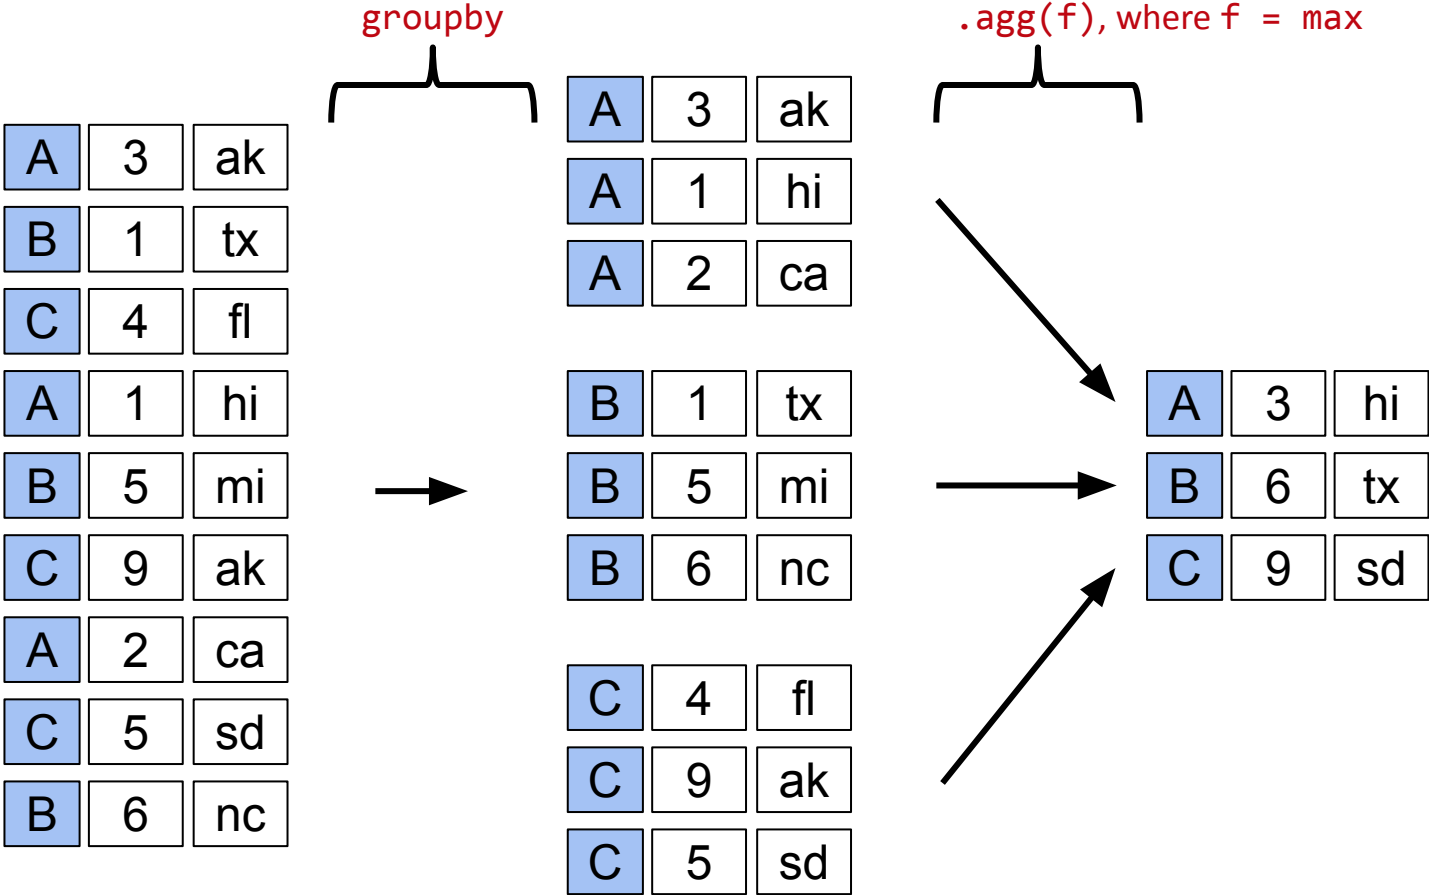 groupby
.agg(f), where f = max
A 3 ak
B 1 tx
C 4 fl
A 1 hi
B 5 mi
C 9 ak
A 2 ca
C 5 sd
B 6 nc
A 3 ak
A 1 hi
A 2 ca
B 1 tx
B 5 mi
B 6 nc
C 4 fl
C 9 ak
C 5 sd
A 3 hi
B 6 tx
C 9 sd